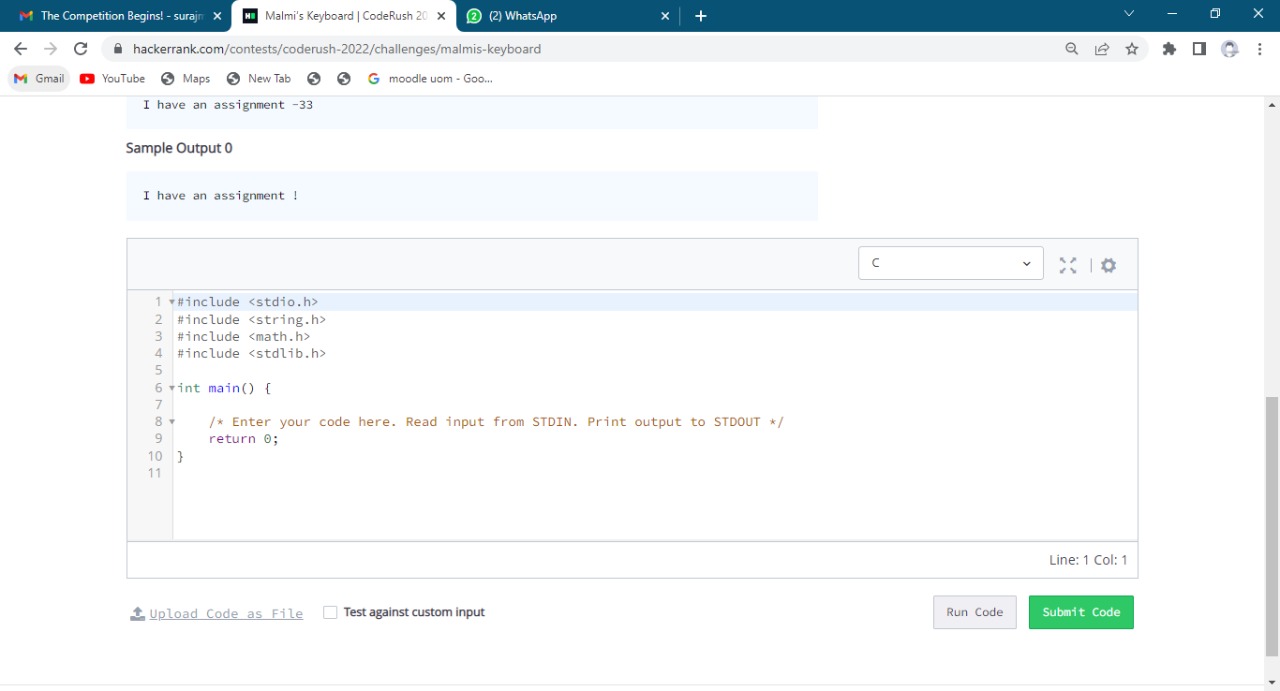 The Competition Begins! - surajr
Malmi's Keyboard | CodeRush 20
(2) WhatsApp
hackerrank.com/contests/coderush-2022/challenges/malmis-keyboard
Gmail YouTube Maps New Tab moodle uom - Goo...
I have an assignment -33
Sample Output 0
I have an assignment !
C
1 #include <stdio.h>
2 #include <string.h>
3 #include <math.h>
4 #include <stdlib.h>
5
6 int main() {
7
8 /* Enter your code here. Read input from STDIN. Print output to STDOUT */
9 return 0;
10 }
11
Line: 1 Col: 1
Upload Code as File Test against custom input Run Code Submit Code